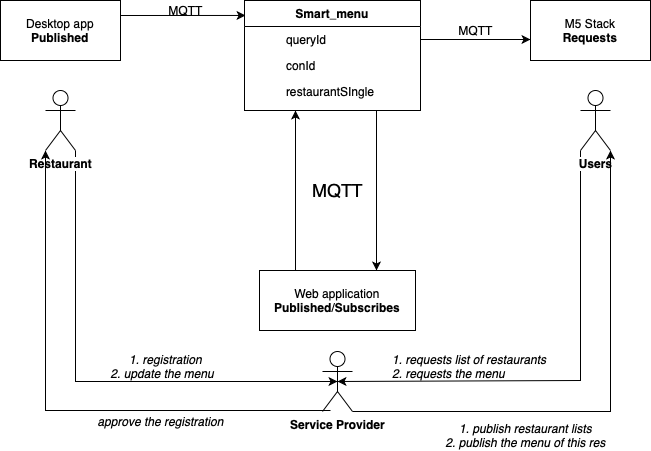 Desktop app
Published
MQTT
Smart_menu
queryId
conId
restaurantSIngle
MQTT
M5 Stack
Requests
Restaurant
Users
MQTT
Web application
Published/Subscribes
1. registration
2. update the menu
1. requests list of restaurants
2. requests the menu
approve the registration
Service Provider
1. publish restaurant lists
2. publish the menu of this res